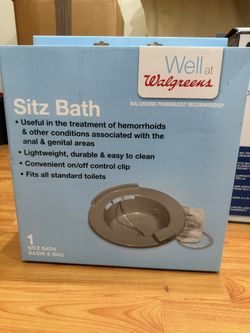 Well at
Walgreens
WALGREENS PHARMACIST RECOMMENDED
Sitz Bath
• Useful in the treatment of hemorrhoids
& other conditions associated with the
anal & genital areas
• Lightweight, durable & easy to clean
• Convenient on/off control clip
• Fits all standard toilets
1
SITZ BATH
BASIN & BAG